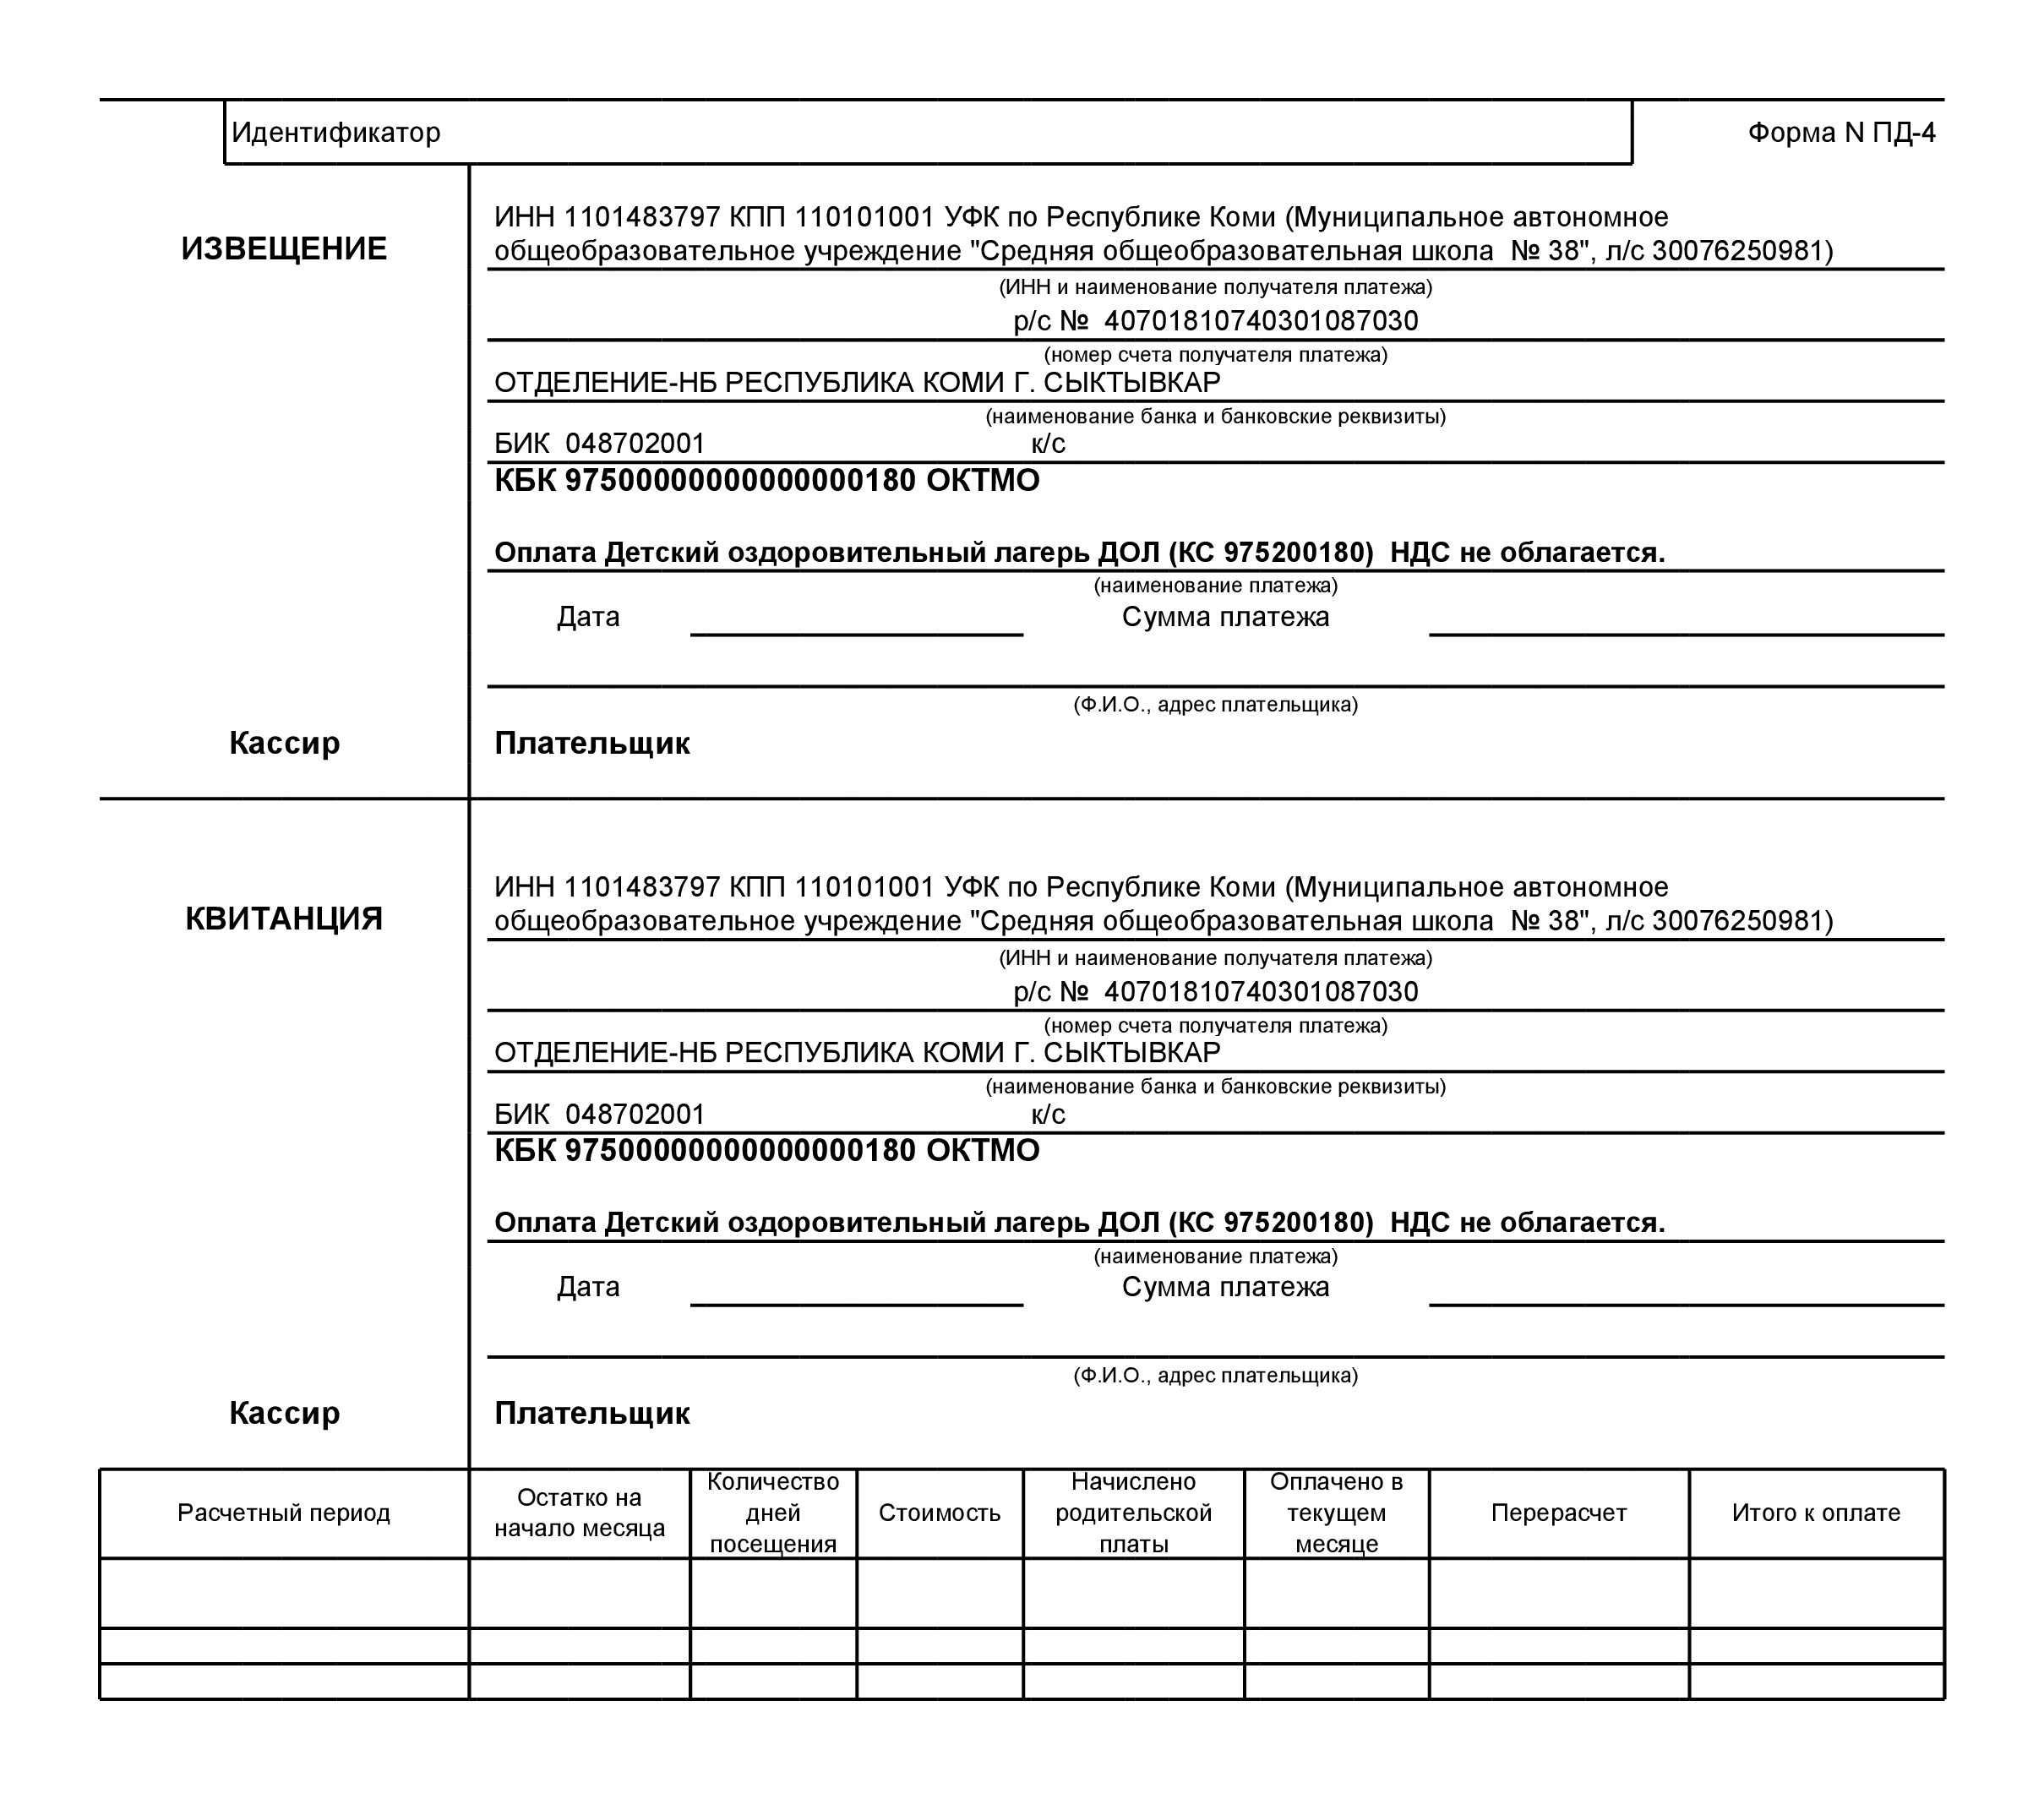 Идентификатор
Форма N ПД-4
ИЗВЕЩЕНИЕ
ИНН 1101483797 КПП 110101001 УФК по Республике Коми (Муниципальное автономное
общеобразовательное учреждение "Средняя общеобразовательная школа  № 38", л/с 30076250981)
(ИНН и наименование получателя платежа)
р/с №  40701810740301087030
(номер счета получателя платежа)
ОТДЕЛЕНИЕ-НБ РЕСПУБЛИКА КОМИ Г. СЫКТЫВКАР
(наименование банка и банковские реквизиты)
БИК  048702001 к/с
КБК 97500000000000000180 ОКТМО
Оплата Детский оздоровительный лагерь ДОЛ (КС 975200180)  НДС не облагается.
(наименование платежа)
Дата Сумма платежа
(Ф.И.О., адрес плательщика)
Кассир Плательщик
КВИТАНЦИЯ
ИНН 1101483797 КПП 110101001 УФК по Республике Коми (Муниципальное автономное
общеобразовательное учреждение "Средняя общеобразовательная школа  № 38", л/с 30076250981)
(ИНН и наименование получателя платежа)
р/с №  40701810740301087030
(номер счета получателя платежа)
ОТДЕЛЕНИЕ-НБ РЕСПУБЛИКА КОМИ Г. СЫКТЫВКАР
(наименование банка и банковские реквизиты)
БИК  048702001 к/с
КБК 97500000000000000180 ОКТМО
Оплата Детский оздоровительный лагерь ДОЛ (КС 975200180)  НДС не облагается.
(наименование платежа)
Дата Сумма платежа
(Ф.И.О., адрес плательщика)
Кассир Плательщик
Расчетный период
Остатко на
начало месяца
Количество
дней
посещения
Стоимость
Начислено
родительской
платы
Оплачено в
текущем
месяце
Перерасчет
Итого к оплате